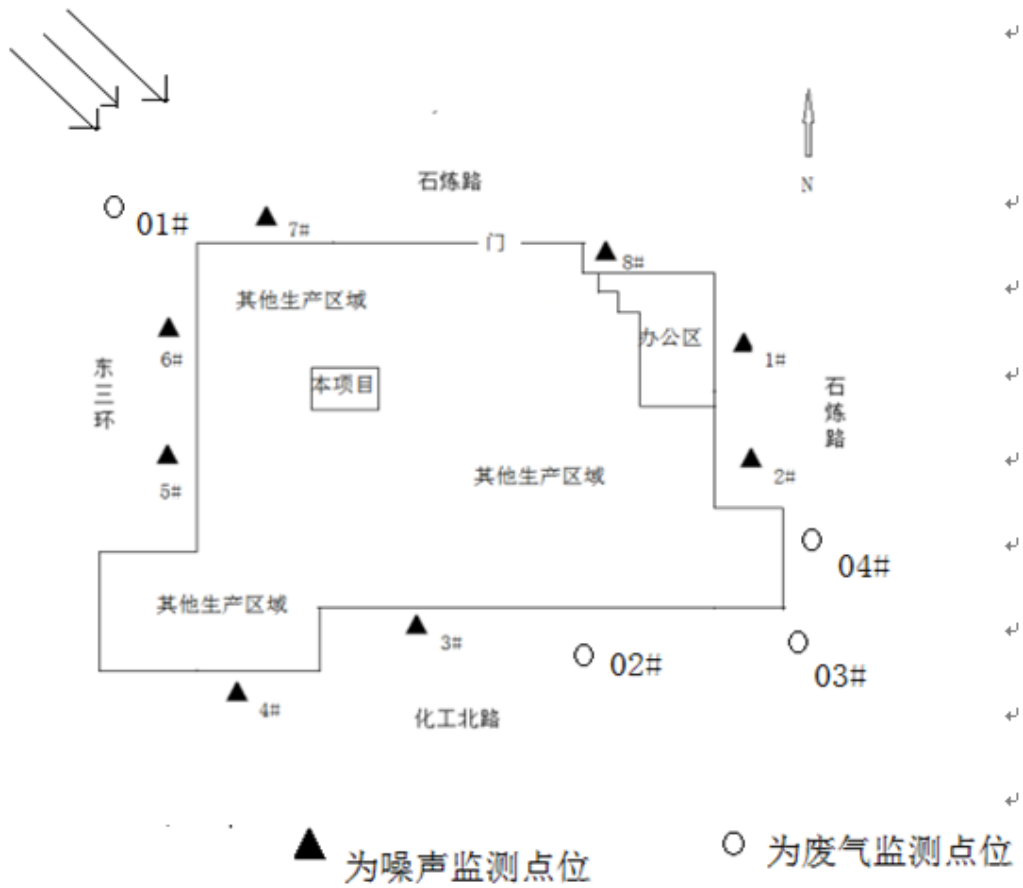 石炼路
N
01#
7#
门
8#
其他生产区域
办公区
1#
6#
东三环
本项目
石炼路
5#
其他生产区域
2#
04#
其他生产区域
3#
02#
03#
4#
化工北路
为噪声监测点位
为废气监测点位